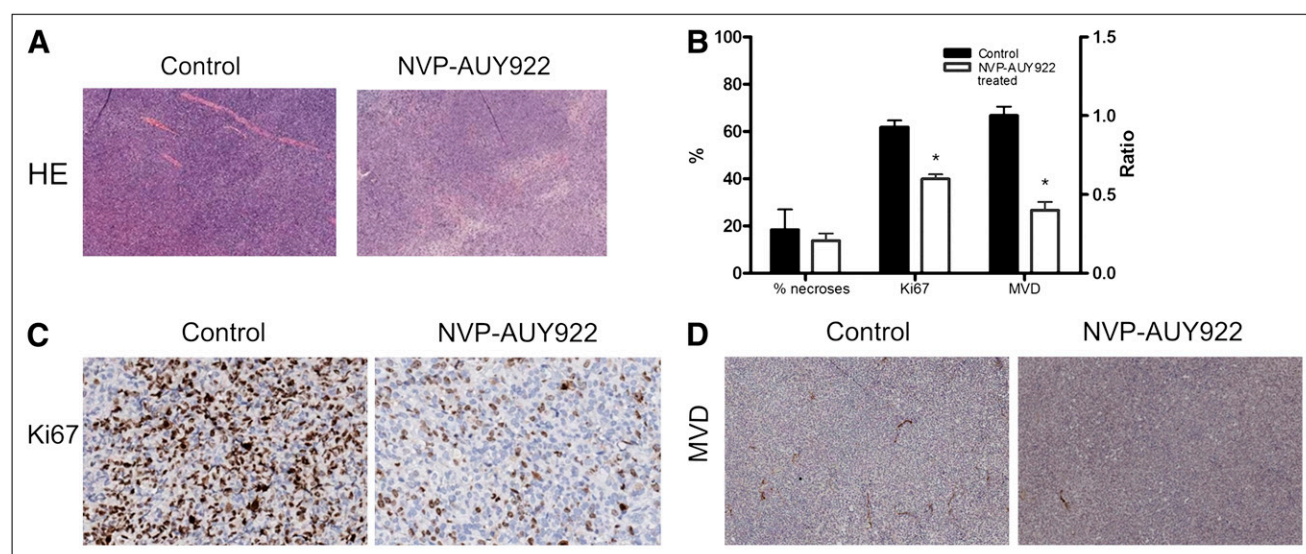 A
Control
NVP-AUY922
HE
B
100
80
60
40
20
0
%
Control
NVP-AUY922
treated
1.5
1.0
0.5
0.0
Ratio
*
*
% necroses
Ki67
MVD
C
Control
NVP-AUY922
Ki67
D
Control
NVP-AUY922
MVD